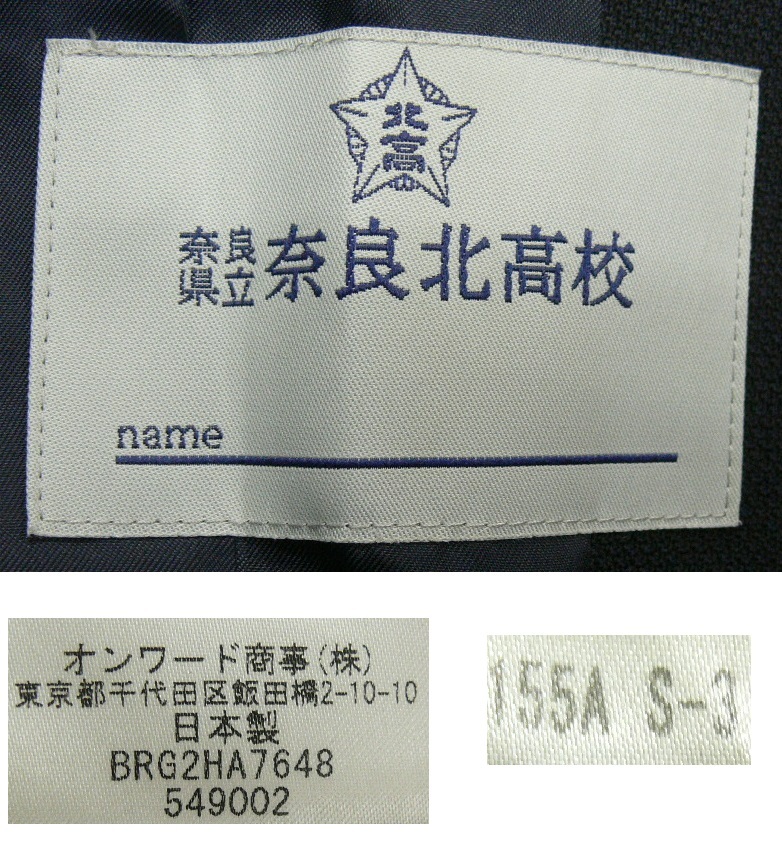 北高
奈良県立奈良北高校
name
オンワード商事(株)
東京都千代田区飯田橋2-10-10
日本製
BRG2HA7648
549002
155A S-3